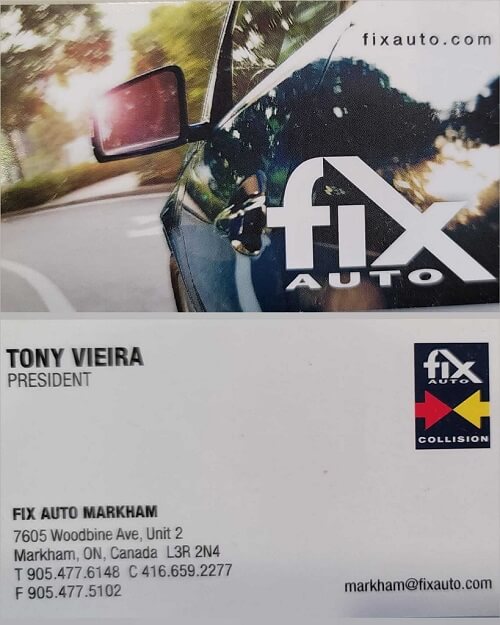 fixauto.com
fix
AUTO
TONY VIEIRA
PRESIDENT
fix
AUTO
COLLISION
FIX AUTO MARKHAM
7605 Woodbine Ave, Unit 2
Markham, ON, Canada L3R 2N4
T 905.477.6148 C 416.659.2277
F 905.477.5102
markham@fixauto.com